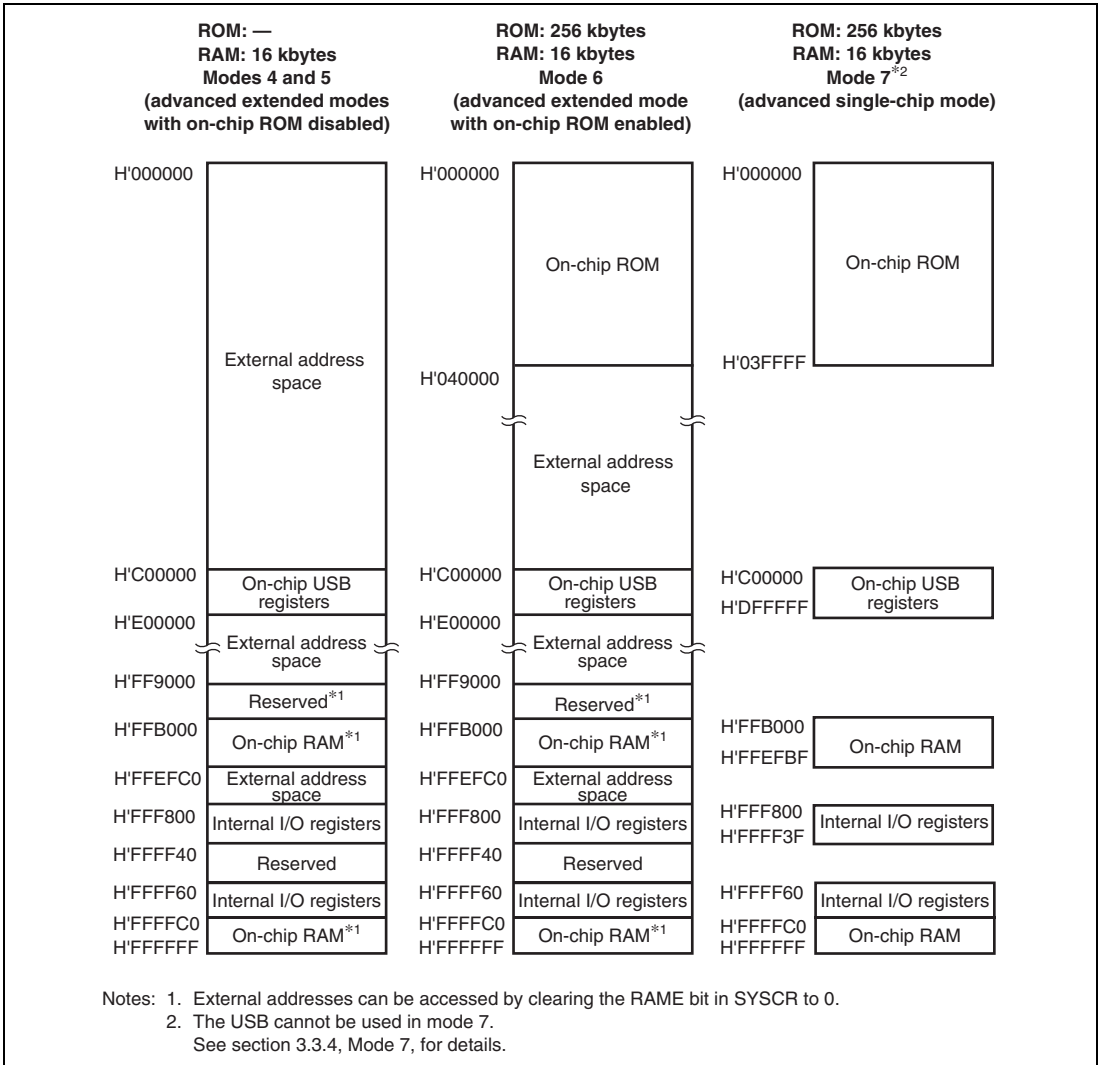 ROM: —
RAM: 16 kbytes
Modes 4 and 5
(advanced extended modes
with on-chip ROM disabled)
ROM: 256 kbytes
RAM: 16 kbytes
Mode 6
(advanced extended mode
with on-chip ROM enabled)
ROM: 256 kbytes
RAM: 16 kbytes
Mode 7*2
(advanced single-chip mode)
H'000000
External address
space
H'C00000
On-chip USB
registers
H'E00000
External address
space
H'FF9000
Reserved*1
H'FFB000
On-chip RAM*1
H'FFEFC0
External address
space
H'FFF800
Internal I/O registers
H'FFFF40
Reserved
H'FFFF60
Internal I/O registers
H'FFFFC0
On-chip RAM*1
H'FFFFFF
H'000000
On-chip ROM
H'040000
External address
space
H'C00000
On-chip USB
registers
H'E00000
External address
space
H'FF9000
Reserved*1
H'FFB000
On-chip RAM*1
H'FFEFC0
External address
space
H'FFF800
Internal I/O registers
H'FFFF40
Reserved
H'FFFF60
Internal I/O registers
H'FFFFC0
On-chip RAM*1
H'FFFFFF
H'000000
On-chip ROM
H'03FFFF
H'C00000
On-chip USB
registers
H'DFFFFF
H'FFB000
On-chip RAM
H'FFEFBF
H'FFF800
Internal I/O registers
H'FFFF3F
H'FFFF60
Internal I/O registers
H'FFFFC0
On-chip RAM
H'FFFFFF
Notes: 1. External addresses can be accessed by clearing the RAME bit in SYSCR to 0.
2. The USB cannot be used in mode 7.
See section 3.3.4, Mode 7, for details.